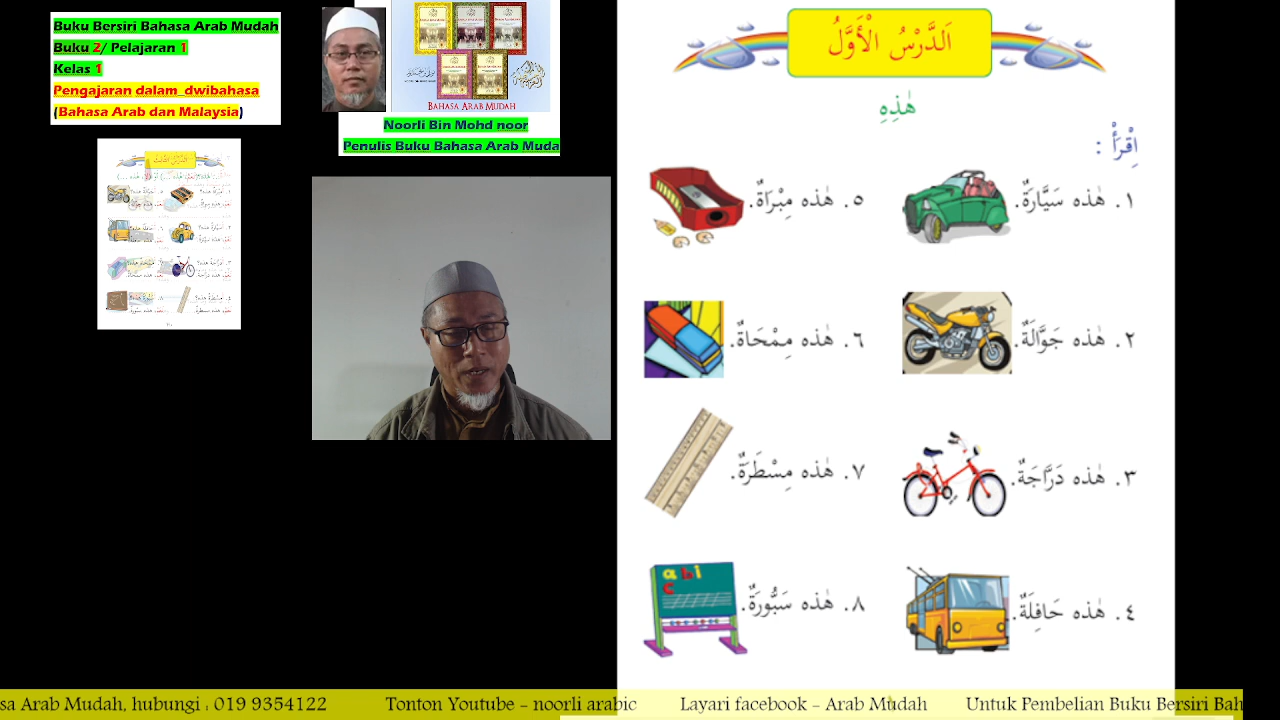 Buku Bersiri Bahasa Arab Mudah
Buku 2/ Pelajaran 1
Kelas 1
Pengajaran dalam dwibahasa
(Bahasa Arab dan Malaysia)
BAHASA ARAB MUDAH
Noorli Bin Mohd noor
Penulis Buku Bahasa Arab Muda
اَلدَّرْسُ الْأَوَّلُ
هٰذِهِ
اِقْرَأْ :
١. هٰذه سَيَّارَةٌ.
٢. هٰذه جَوَّالَةٌ.
٣. هٰذه دَرَّاجَةٌ.
٤. هٰذه حَافِلَةٌ.
٥. هٰذه مِبْرَاةٌ.
٦. هٰذه مِمْحَاةٌ.
٧. هٰذه مِسْطَرَةٌ.
٨. هٰذه سَبُّورَةٌ.
a b i
c
sa Arab Mudah, hubungi : 019 9354122 Tonton Youtube - noorli arabic Layari facebook - Arab Mudah Untuk Pembelian Buku Bersiri Bah